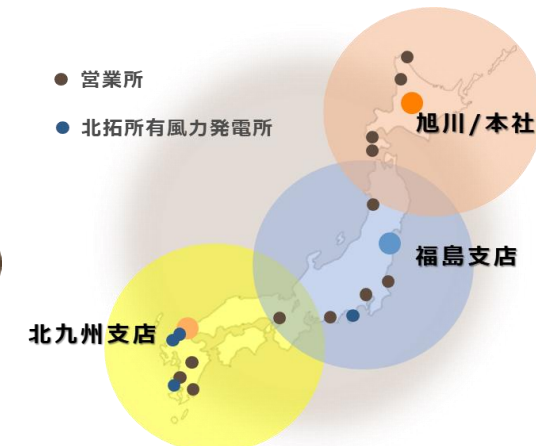 営業所
北拓所有風力発電所
旭川/本社
福島支店
北九州支店